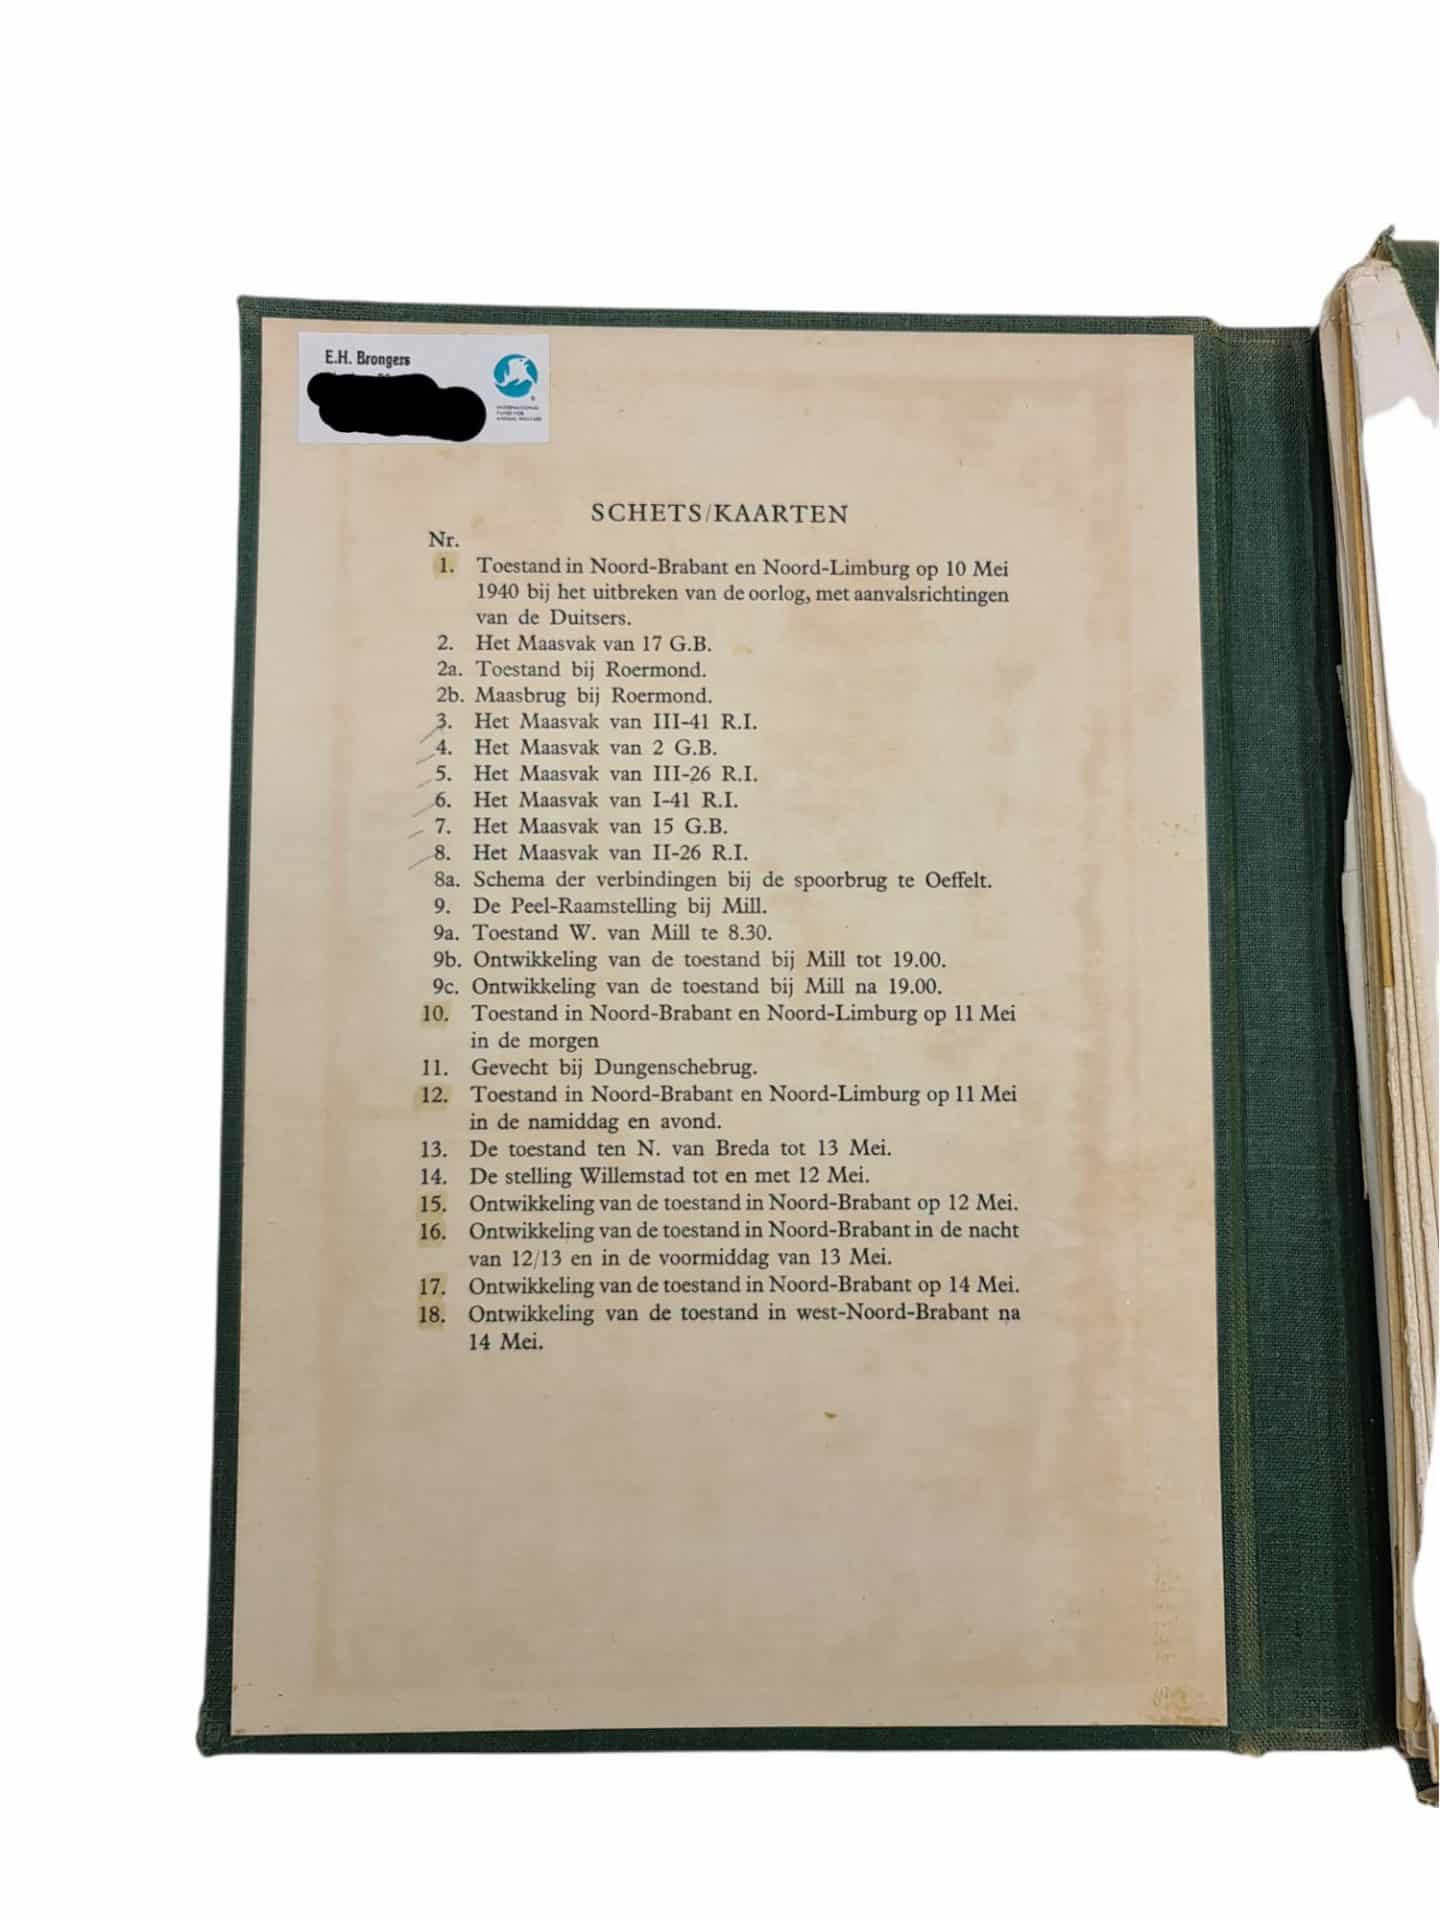 E.H. Brongers
INTERNATIONAL
FUND FOR
ANIMAL WELFARE
SCHETS/KAARTEN
Nr.
1. Toestand in Noord-Brabant en Noord-Limburg op 10 Mei
1940 bij het uitbreken van de oorlog, met aanvalsrichtingen
van de Duitsers.
2. Het Maasvak van 17 G.B.
2a. Toestand bij Roermond.
2b. Maasbrug bij Roermond.
3. Het Maasvak van III-41 R.I.
4. Het Maasvak van 2 G.B.
5. Het Maasvak van III-26 R.I.
6. Het Maasvak van I-41 R.I.
7. Het Maasvak van 15 G.B.
8. Het Maasvak van II-26 R.I.
8a. Schema der verbindingen bij de spoorbrug te Oeffelt.
9. De Peel-Raamstelling bij Mill.
9a. Toestand W. van Mill te 8.30.
9b. Ontwikkeling van de toestand bij Mill tot 19.00.
9c. Ontwikkeling van de toestand bij Mill na 19.00.
10. Toestand in Noord-Brabant en Noord-Limburg op 11 Mei
in de morgen
11. Gevecht bij Dungenschebrug.
12. Toestand in Noord-Brabant en Noord-Limburg op 11 Mei
in de namiddag en avond.
13. De toestand ten N. van Breda tot 13 Mei.
14. De stelling Willemstad tot en met 12 Mei.
15. Ontwikkeling van de toestand in Noord-Brabant op 12 Mei.
16. Ontwikkeling van de toestand in Noord-Brabant in de nacht
van 12/13 en in de voormiddag van 13 Mei.
17. Ontwikkeling van de toestand in Noord-Brabant op 14 Mei.
18. Ontwikkeling van de toestand in west-Noord-Brabant na
14 Mei.